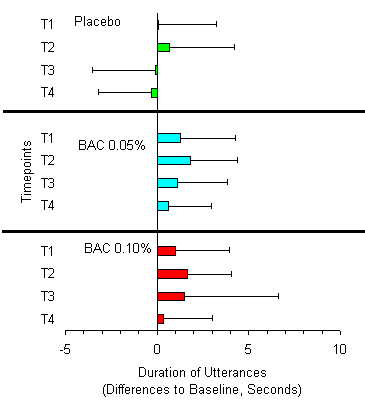 T1 Placebo
T2
T3
T4
T1
BAC 0.05%
T2
T3
T4
BAC 0.10%
T1
T2
T3
T4
Timepoints
-5 0 5 10
Duration of Utterances
(Differences to Baseline, Seconds)